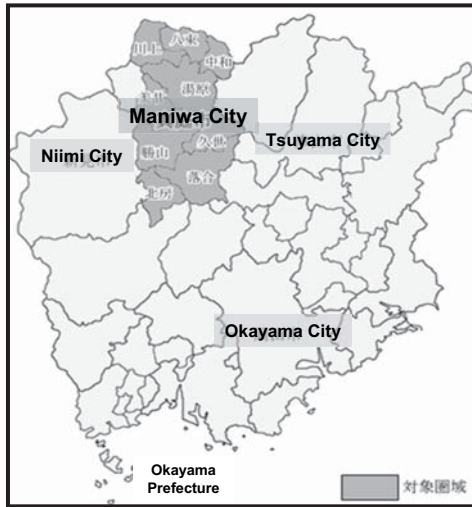 川上
八束
中和
湯原
美甘
Maniwa City
Tsuyama City
久世
Niimi City
勝山
落合
北房
Okayama City
Okayama
Prefecture
対象圏域